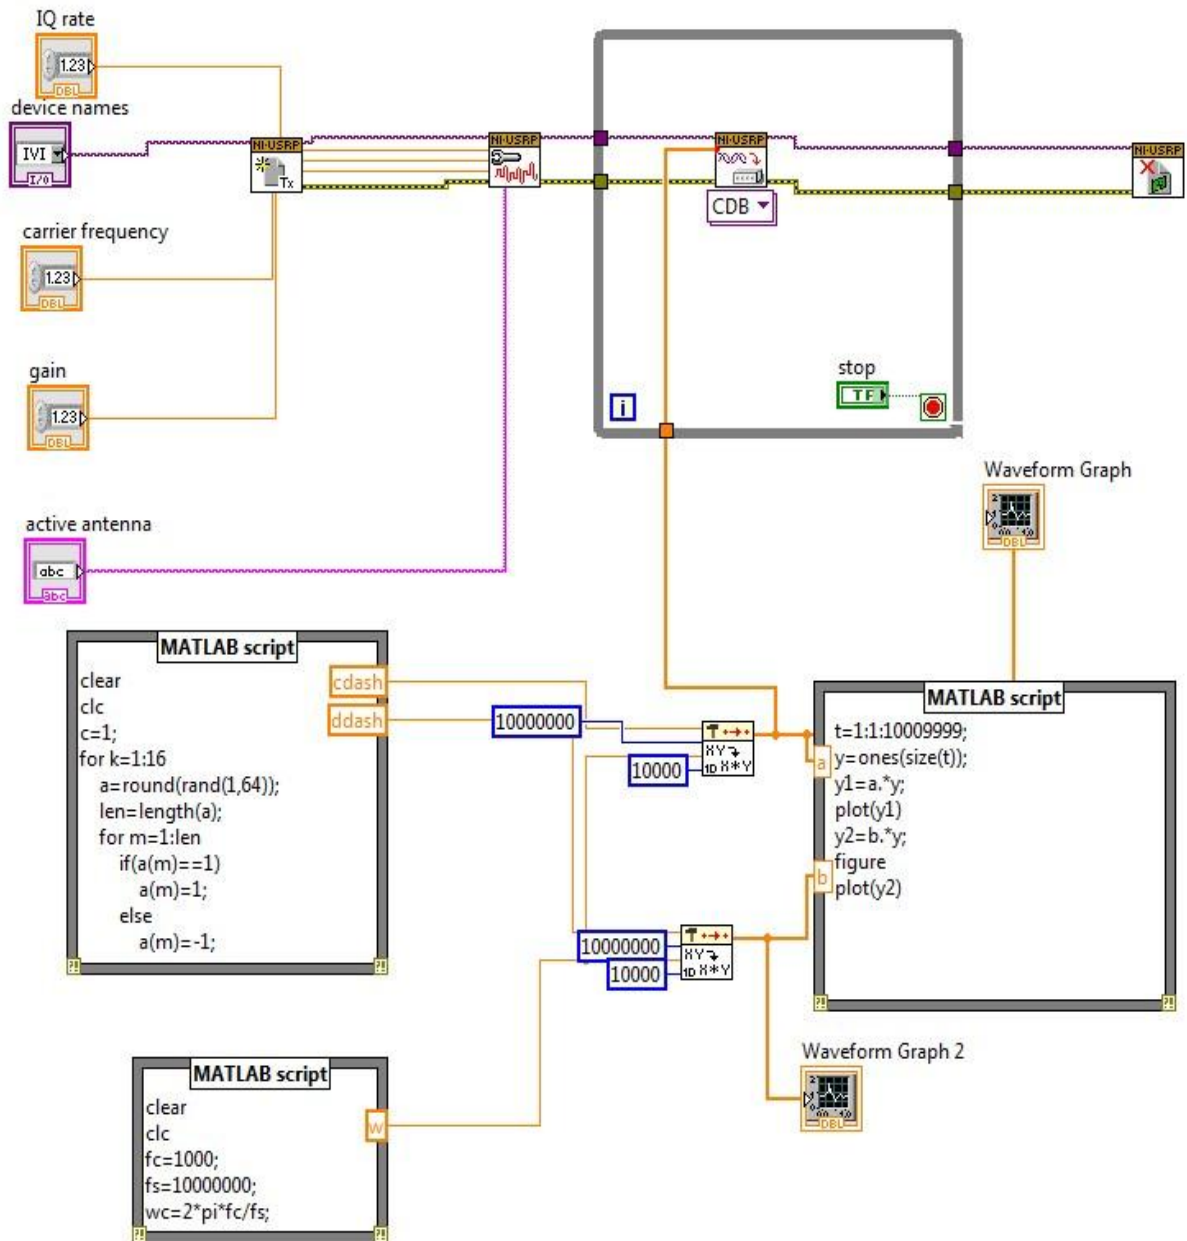 IQ rate
1.23
DBL
device names
IVI
I/O
NI-USRP
Tx
NI-USRP
NI-USRP
CDB
NI-USRP
carrier frequency
1.23
DBL
gain
1.23
DBL
stop
TF
i
Waveform Graph
DBL
active antenna
abc
abc
MATLAB script
clear
clc
c=1;
for k=1:16
a=round(rand(1,64));
len=length(a);
for m=1:len
if(a(m)==1)
a(m)=1;
else
a(m)=-1;
cdash
ddash
10000000
10000
XY
1D X*Y
MATLAB script
t=1:1:10009999;
y=ones(size(t));
y1=a.*y;
plot(y1)
y2=b.*y;
figure
plot(y2)
a
b
10000000
10000
XY
1D X*Y
MATLAB script
clear
clc
fc=1000;
fs=10000000;
wc=2*pi*fc/fs;
w
Waveform Graph 2
DBL